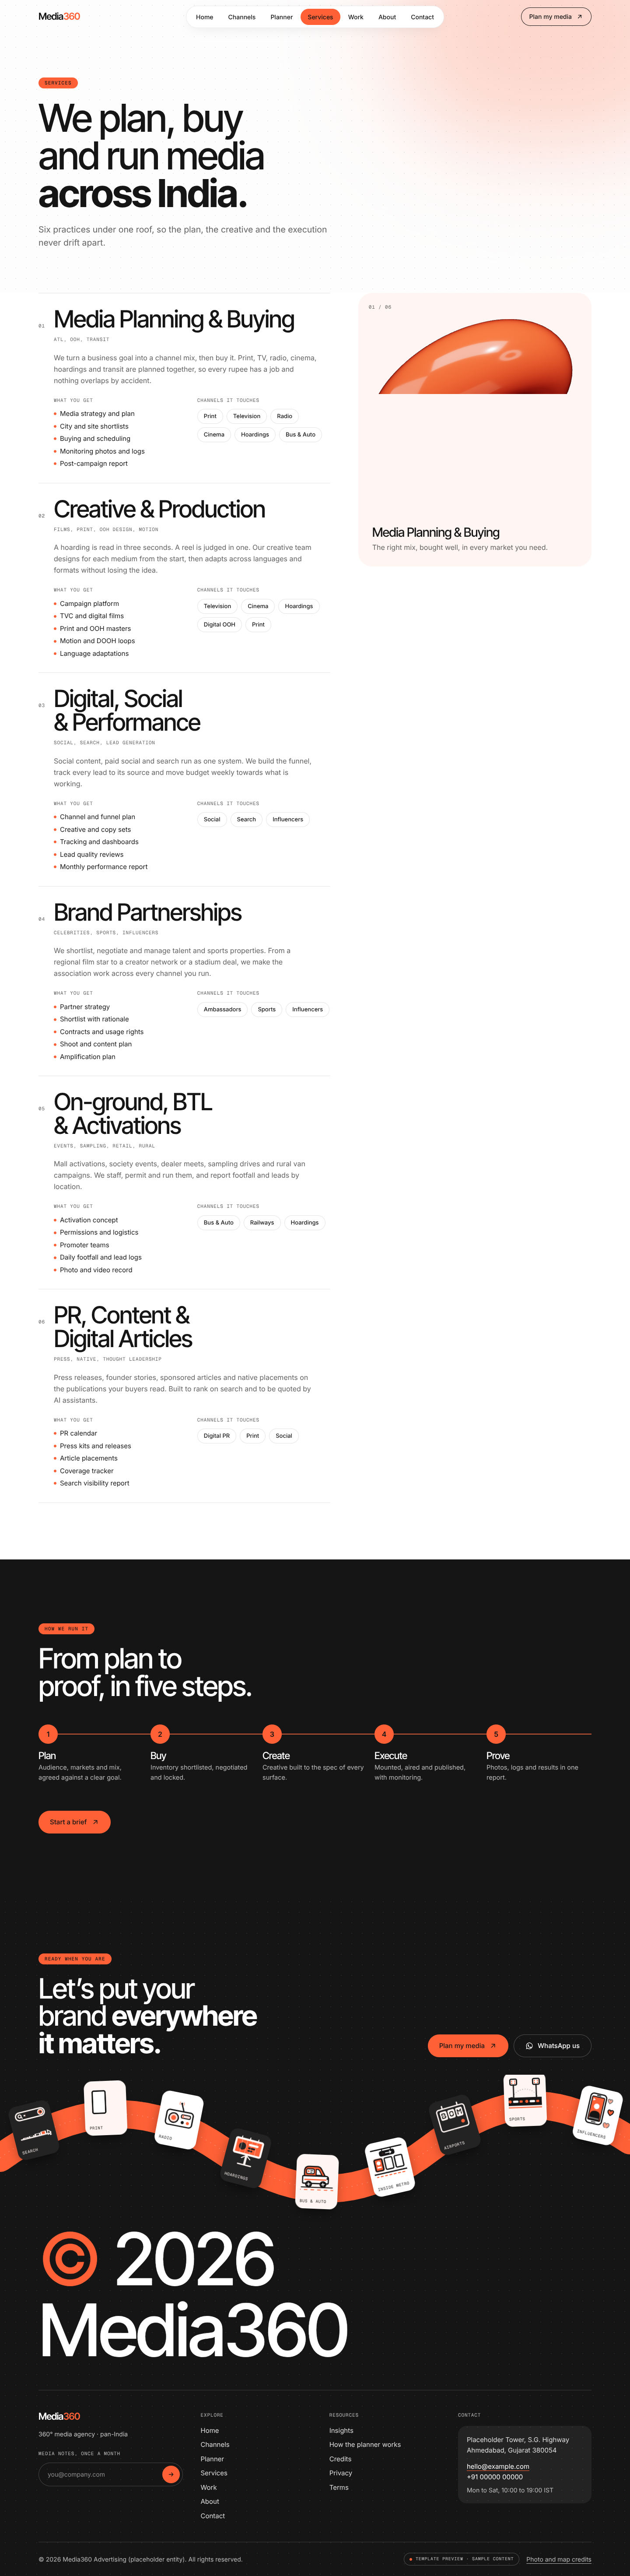 Media360
Home
Channels
Planner
Services
Work
About
Contact
Plan my media
SERVICES
We plan, buy
and run media
across India.
Six practices under one roof, so the plan, the creative and the execution
never drift apart.
01
Media Planning & Buying
ATL, OOH, TRANSIT
We turn a business goal into a channel mix, then buy it. Print, TV, radio, cinema,
hoardings and transit are planned together, so every rupee has a job and
nothing overlaps by accident.
WHAT YOU GET
Media strategy and plan
City and site shortlists
Buying and scheduling
Monitoring photos and logs
Post-campaign report
CHANNELS IT TOUCHES
Print
Television
Radio
Cinema
Hoardings
Bus & Auto
01 / 06
Media Planning & Buying
The right mix, bought well, in every market you need.
02
Creative & Production
FILMS, PRINT, OOH DESIGN, MOTION
A hoarding is read in three seconds. A reel is judged in one. Our creative team
designs for each medium from the start, then adapts across languages and
formats without losing the idea.
WHAT YOU GET
Campaign platform
TVC and digital films
Print and OOH masters
Motion and DOOH loops
Language adaptations
CHANNELS IT TOUCHES
Television
Cinema
Hoardings
Digital OOH
Print
03
Digital, Social
& Performance
SOCIAL, SEARCH, LEAD GENERATION
Social content, paid social and search run as one system. We build the funnel,
track every lead to its source and move budget weekly towards what is
working.
WHAT YOU GET
Channel and funnel plan
Creative and copy sets
Tracking and dashboards
Lead quality reviews
Monthly performance report
CHANNELS IT TOUCHES
Social
Search
Influencers
04
Brand Partnerships
CELEBRITIES, SPORTS, INFLUENCERS
We shortlist, negotiate and manage talent and sports properties. From a
regional film star to a creator network or a stadium deal, we make the
association work across every channel you run.
WHAT YOU GET
Partner strategy
Shortlist with rationale
Contracts and usage rights
Shoot and content plan
Amplification plan
CHANNELS IT TOUCHES
Ambassadors
Sports
Influencers
05
On-ground, BTL
& Activations
EVENTS, SAMPLING, RETAIL, RURAL
Mall activations, society events, dealer meets, sampling drives and rural van
campaigns. We staff, permit and run them, and report footfall and leads by
location.
WHAT YOU GET
Activation concept
Permissions and logistics
Promoter teams
Daily footfall and lead logs
Photo and video record
CHANNELS IT TOUCHES
Bus & Auto
Railways
Hoardings
06
PR, Content &
Digital Articles
PRESS, NATIVE, THOUGHT LEADERSHIP
Press releases, founder stories, sponsored articles and native placements on
the publications your buyers read. Built to rank on search and to be quoted by
AI assistants.
WHAT YOU GET
PR calendar
Press kits and releases
Article placements
Coverage tracker
Search visibility report
CHANNELS IT TOUCHES
Digital PR
Print
Social
HOW WE RUN IT
From plan to
proof, in five steps.
1
Plan
Audience, markets and mix,
agreed against a clear goal.
2
Buy
Inventory shortlisted, negotiated
and locked.
3
Create
Creative built to the spec of every
surface.
4
Execute
Mounted, aired and published,
with monitoring.
5
Prove
Photos, logs and results in one
report.
Start a brief
READY WHEN YOU ARE
Let's put your
brand everywhere
it matters.
Plan my media
WhatsApp us
SEARCH
PRINT
RADIO
HOARDINGS
BUS & AUTO
INSIDE METRO
AIRPORTS
SPORTS
INFLUENCERS
© 2026
Media360
Media360
360° media agency · pan-India
MEDIA NOTES, ONCE A MONTH
you@company.com
EXPLORE
Home
Channels
Planner
Services
Work
About
Contact
RESOURCES
Insights
How the planner works
Credits
Privacy
Terms
CONTACT
Placeholder Tower, S.G. Highway
Ahmedabad, Gujarat 380054
hello@example.com
+91 00000 00000
Mon to Sat, 10:00 to 19:00 IST
© 2026 Media360 Advertising (placeholder entity). All rights reserved.
TEMPLATE PREVIEW · SAMPLE CONTENT
Photo and map credits